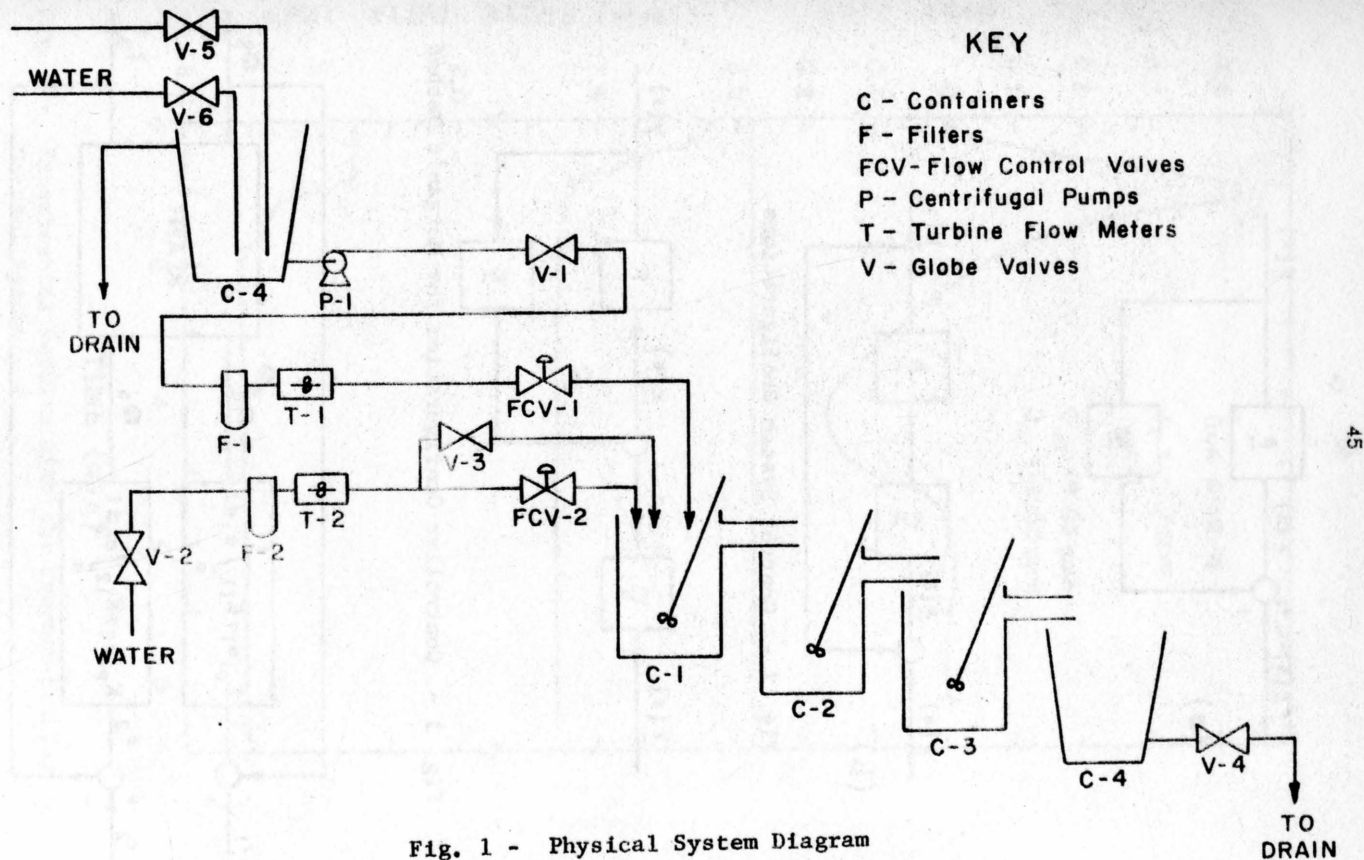 V-5
WATER
V-6
C-4
TO
DRAIN
P-1
V-1
F-1
T-1
FCV-1
V-3
V-2
F-2
T-2
FCV-2
WATER
C-1
C-2
C-3
C-4
V-4
TO
DRAIN
KEY
C - Containers
F - Filters
FCV-Flow Control Valves
P - Centrifugal Pumps
T - Turbine Flow Meters
V - Globe Valves
45
Fig. 1 - Physical System Diagram